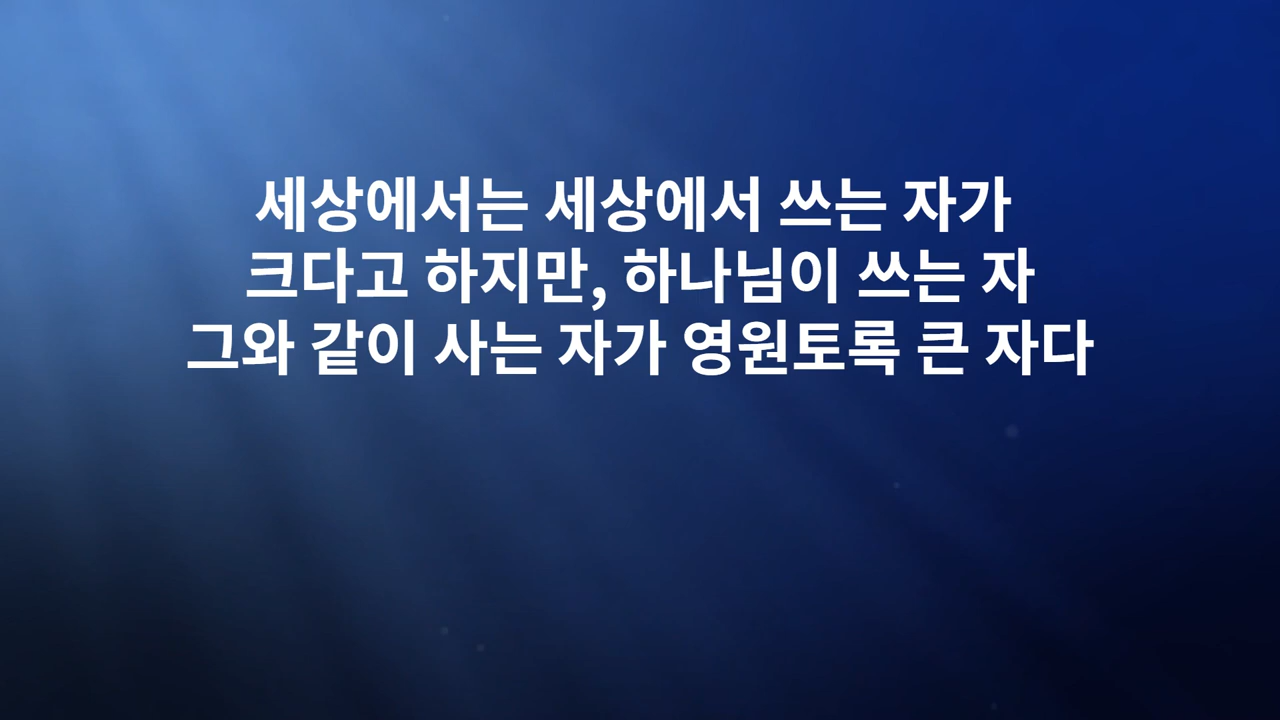 세상에서는 세상에서 쓰는 자가
크다고 하지만, 하나님이 쓰는 자
그와 같이 사는 자가 영원토록 큰 자다